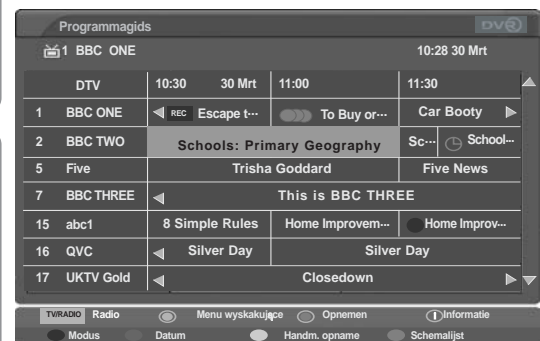 Programmagids DVR
1 BBC ONE 10:28 30 Mrt
DTV 10:30 30 Mrt 11:00 11:30
1 BBC ONE REC Escape t··· To Buy or··· Car Booty
2 BBC TWO Schools: Primary Geography Sc··· School···
5 Five Trisha Goddard Five News
7 BBC THREE This is BBC THREE
15 abc1 8 Simple Rules Home Improvem··· Home Improv···
16 QVC Silver Day Silver Day
17 UKTV Gold Closedown
TV/RADIO Radio Menu wyskakujące Opnemen Informatie
Modus Datum Handm. opname Schemalijst